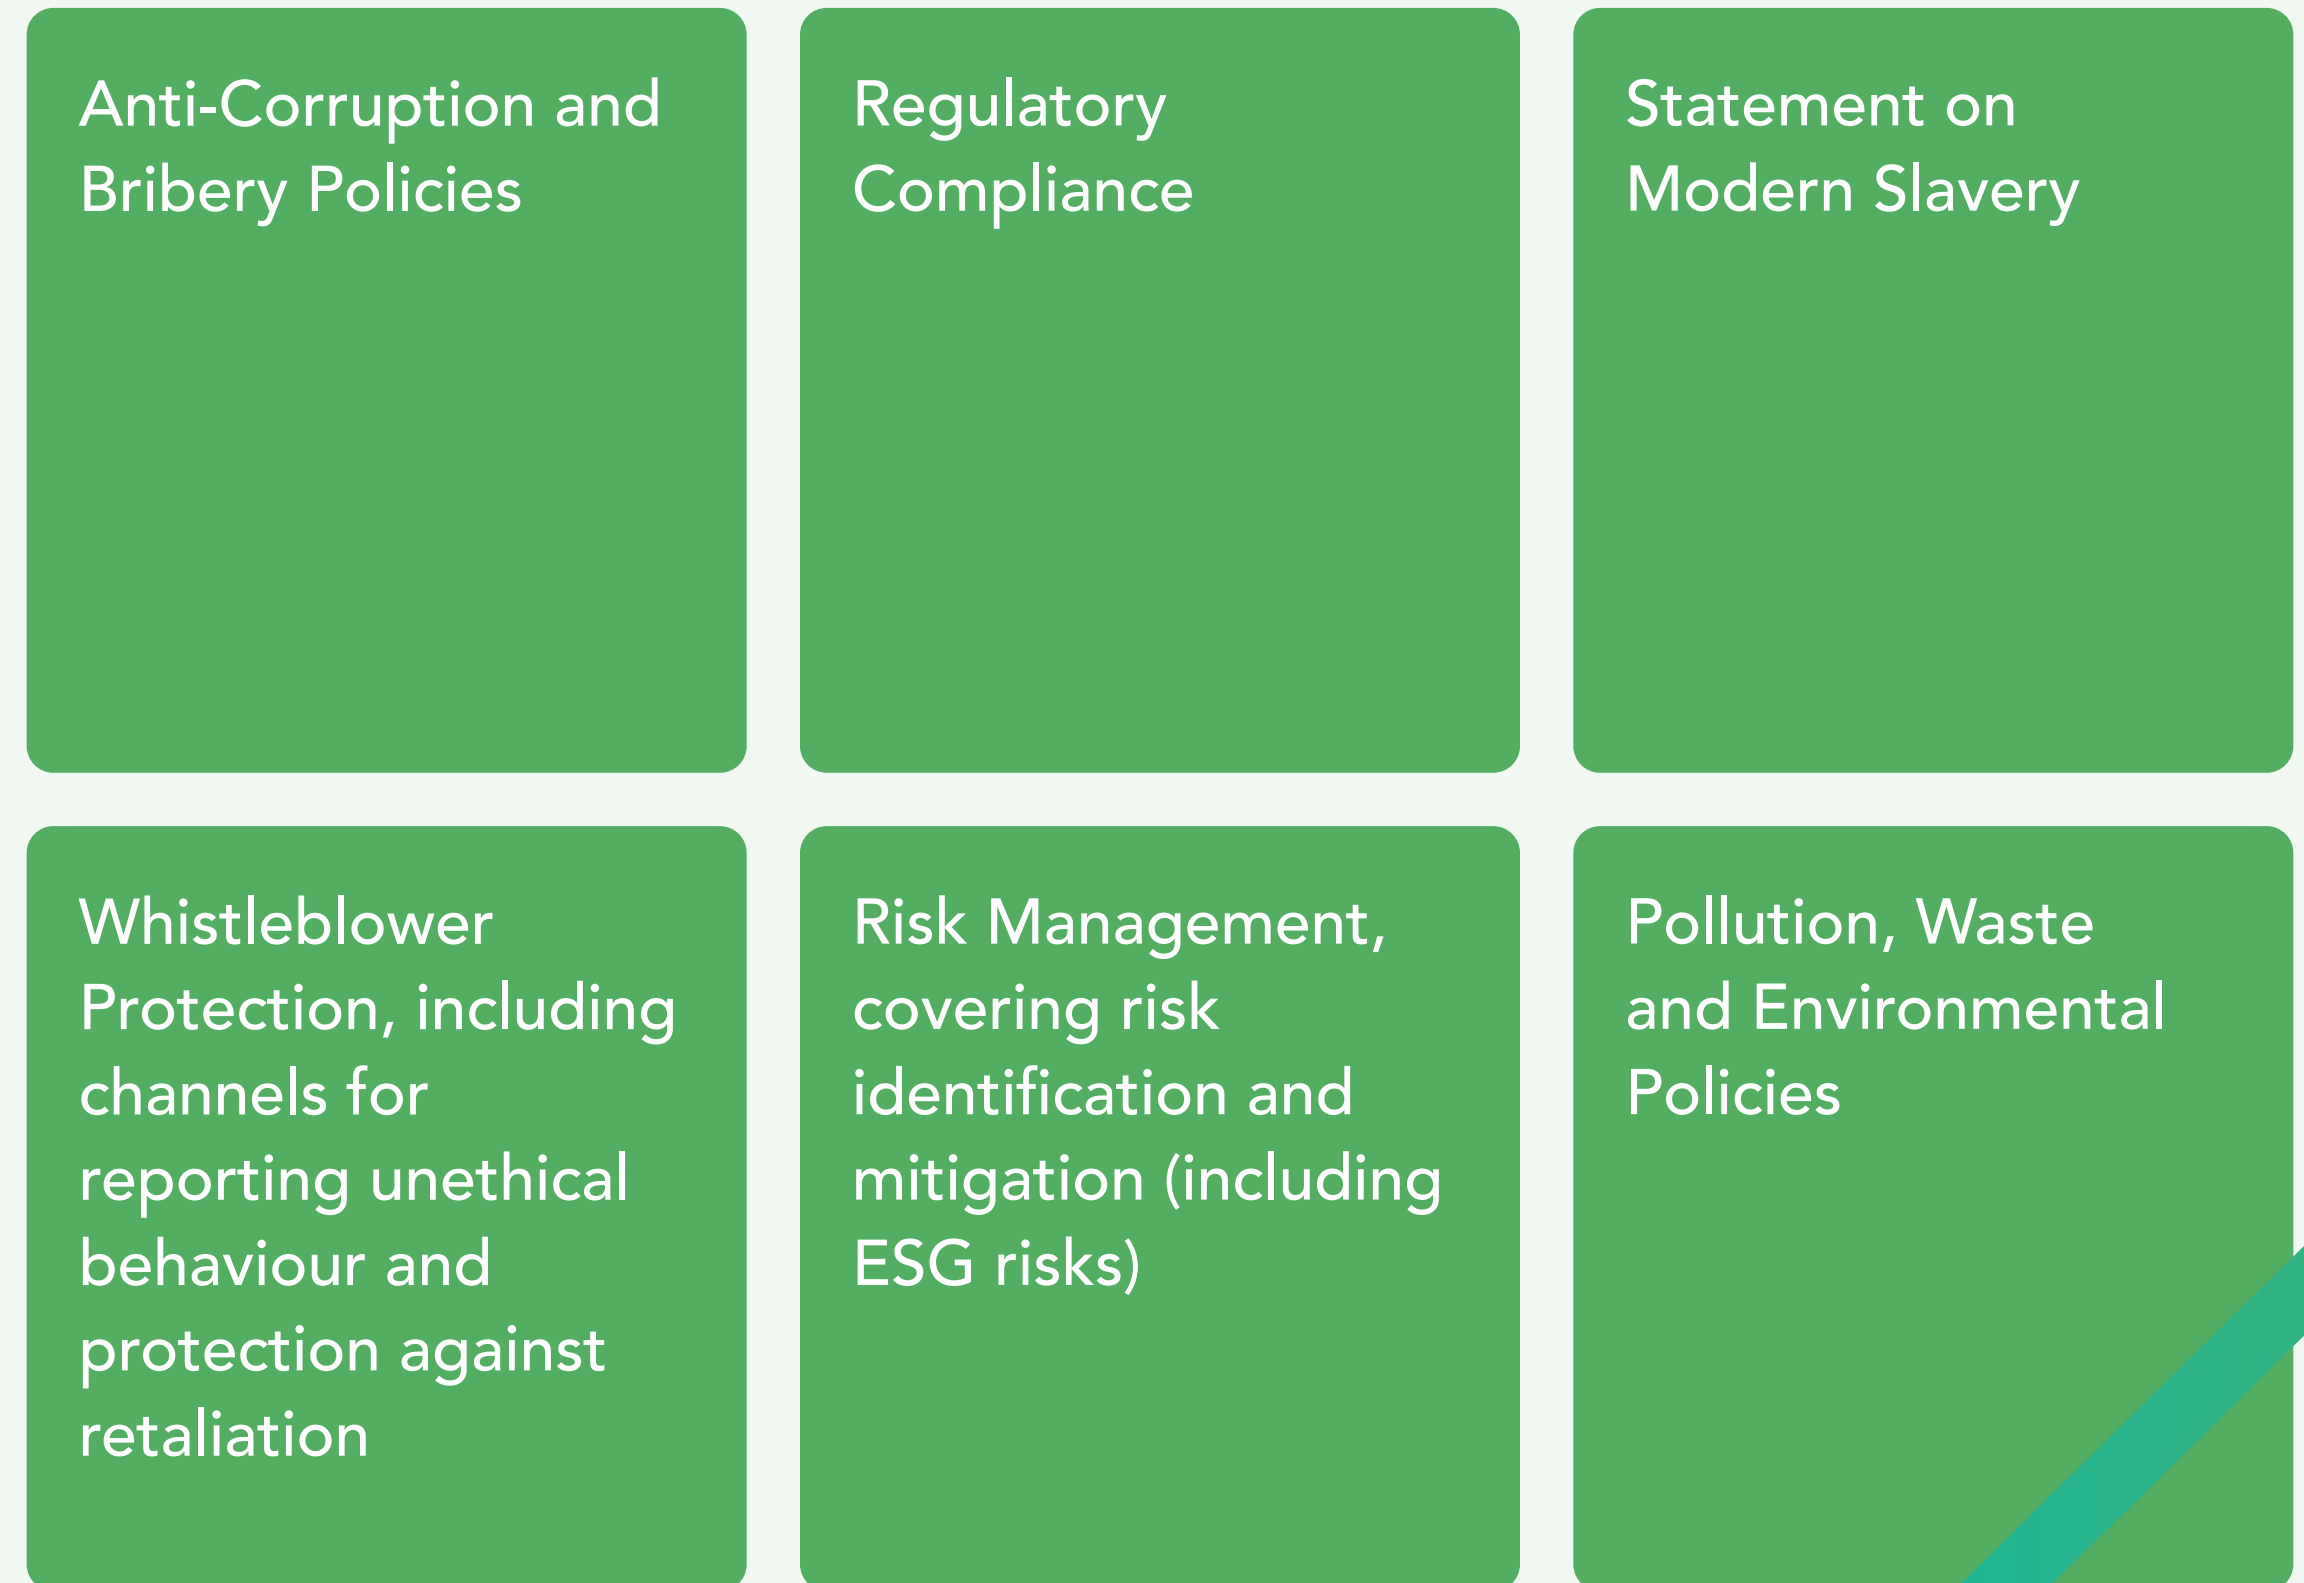 Anti-Corruption and
Bribery Policies
Regulatory
Compliance
Statement on
Modern Slavery
Whistleblower
Protection, including
channels for
reporting unethical
behaviour and
protection against
retaliation
Risk Management,
covering risk
identification and
mitigation (including
ESG risks)
Pollution, Waste
and Environmental
Policies